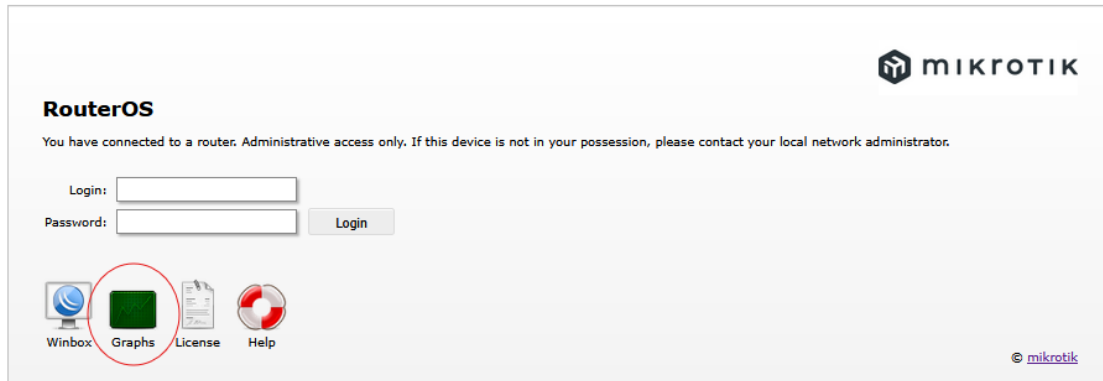 mikrotik
RouterOS
You have connected to a router. Administrative access only. If this device is not in your possession, please contact your local network administrator.
Login:
Password:
Login
Winbox
Graphs
License
Help
© mikrotik